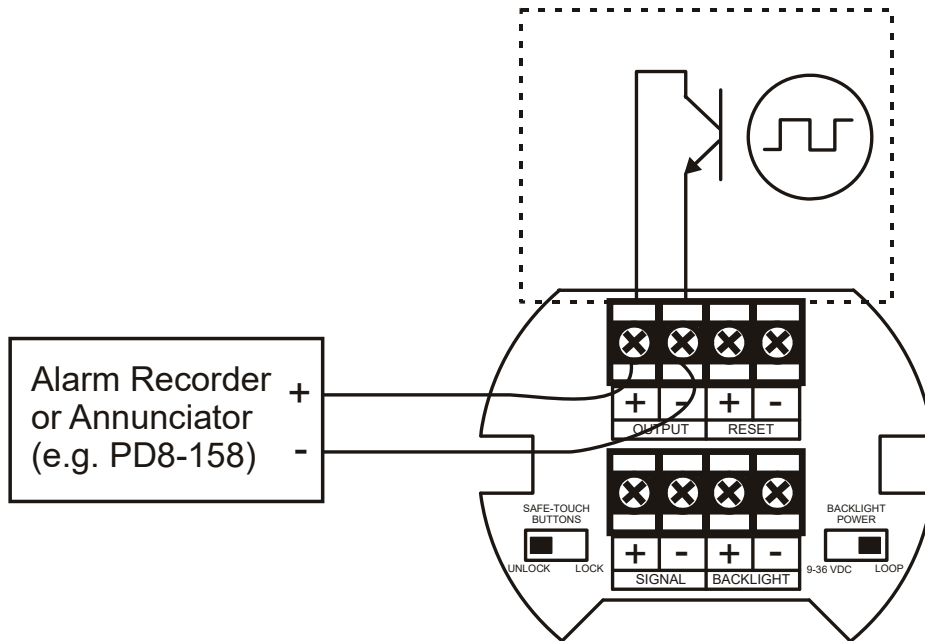 Alarm Recorder +
or Annunciator
(e.g. PD8-158) -
+ - + -
OUTPUT RESET
SAFE-TOUCH
BUTTONS
UNLOCK LOCK
+ - + -
SIGNAL BACKLIGHT
BACKLIGHT
POWER
9-36 VDC LOOP